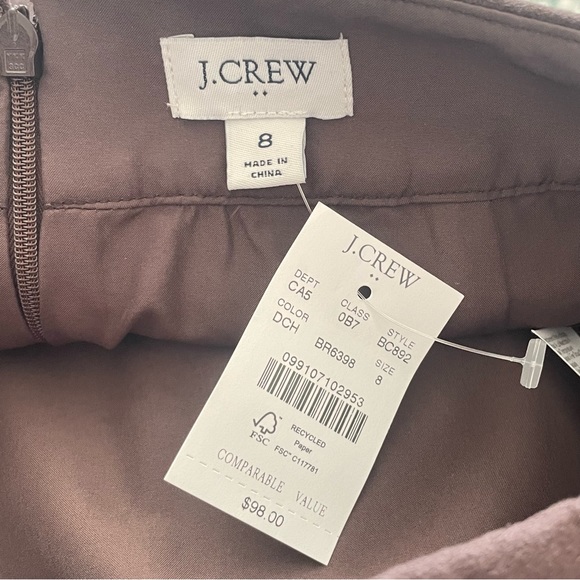 J.CREW
8
MADE IN
CHINA
J.CREW
DEPT CLASS STYLE
CA5 0B7 BC892
COLOR SIZE
DCH BR6398 8
099107102953
FSC
RECYCLED
Paper
FSC™ C117781
COMPARABLE VALUE
$98.00